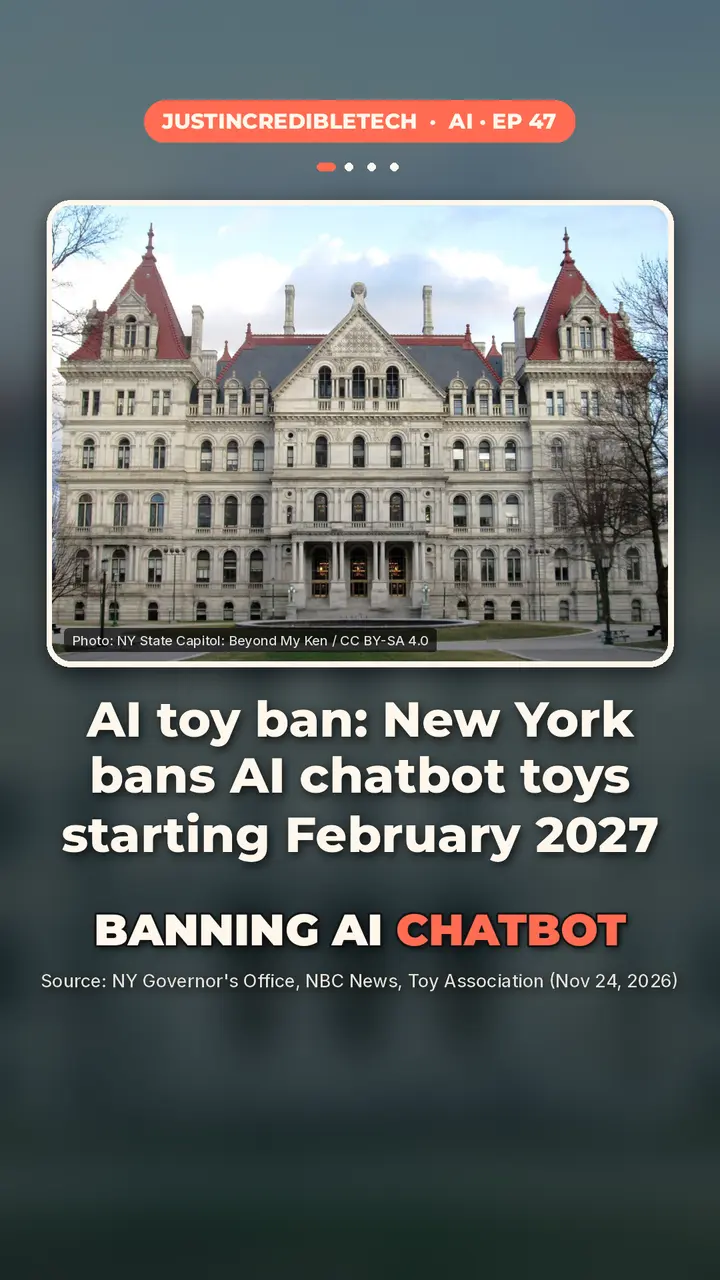 JUSTINCREDIBLETECH · AI · EP 47
Photo: NY State Capitol: Beyond My Ken / CC BY-SA 4.0
AI toy ban: New York
bans AI chatbot toys
starting February 2027
BANNING AI CHATBOT
Source: NY Governor's Office, NBC News, Toy Association (Nov 24, 2026)